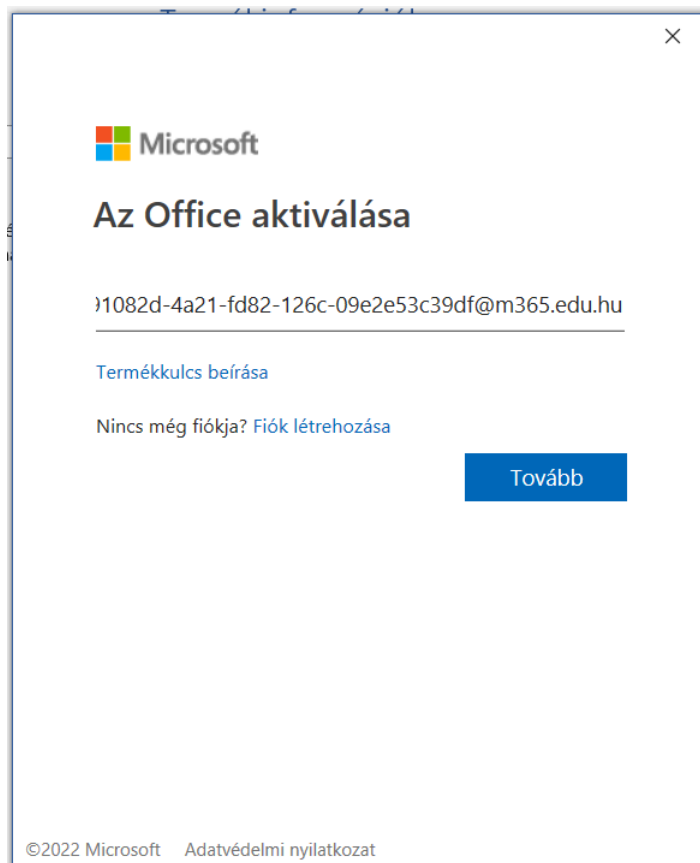 Microsoft
Az Office aktiválása
91082d-4a21-fd82-126c-09e2e53c39df@m365.edu.hu
Termékkulcs beírása
Nincs még fiókja? Fiók létrehozása
Tovább
©2022 Microsoft Adatvédelmi nyilatkozat